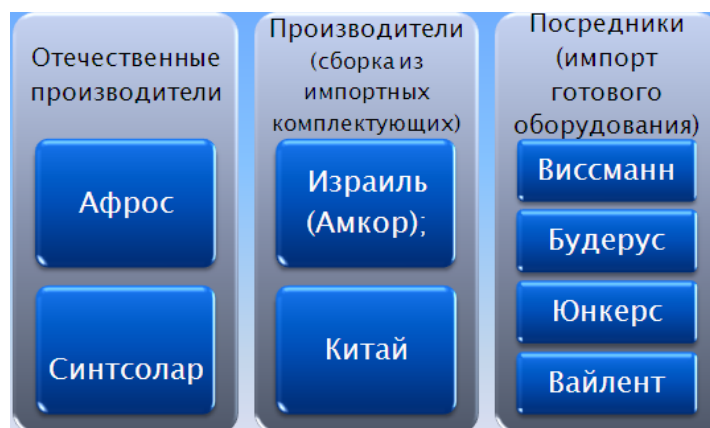 Отечественные
производители
Афрос
Синтсолар
Производители
(сборка из
импортных
комплектующих)
Израиль
(Амкор);
Китай
Посредники
(импорт
готового
оборудования)
Виссманн
Будерус
Юнкерс
Вайлент